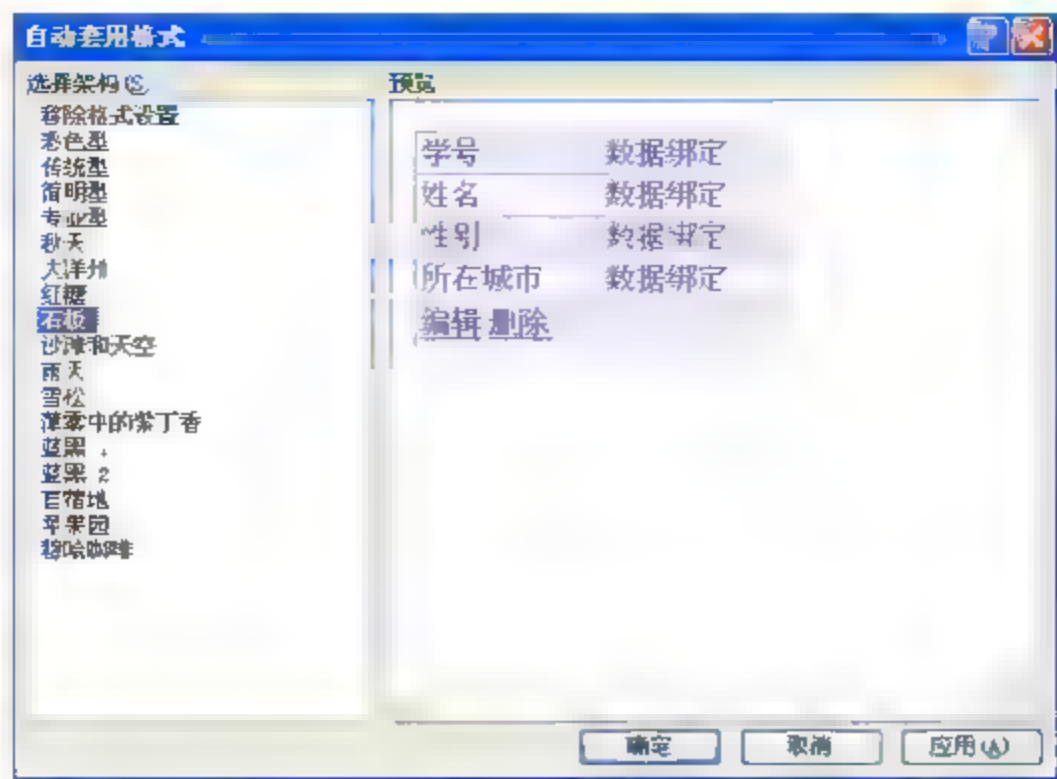 自动套用格式
选择架构(S)
移除格式设置
彩色型
传统型
简明型
专业型
秋天
大洋州
红糖
石板
沙滩和天空
雨天
雪松
薄雾中的紫丁香
蓝黑 1
蓝黑 2
苜蓿地
苹果园
穆哈咖啡
预览
学号 数据绑定
姓名 数据绑定
性别 数据绑定
所在城市 数据绑定
编辑 删除
确定 取消 应用(A)